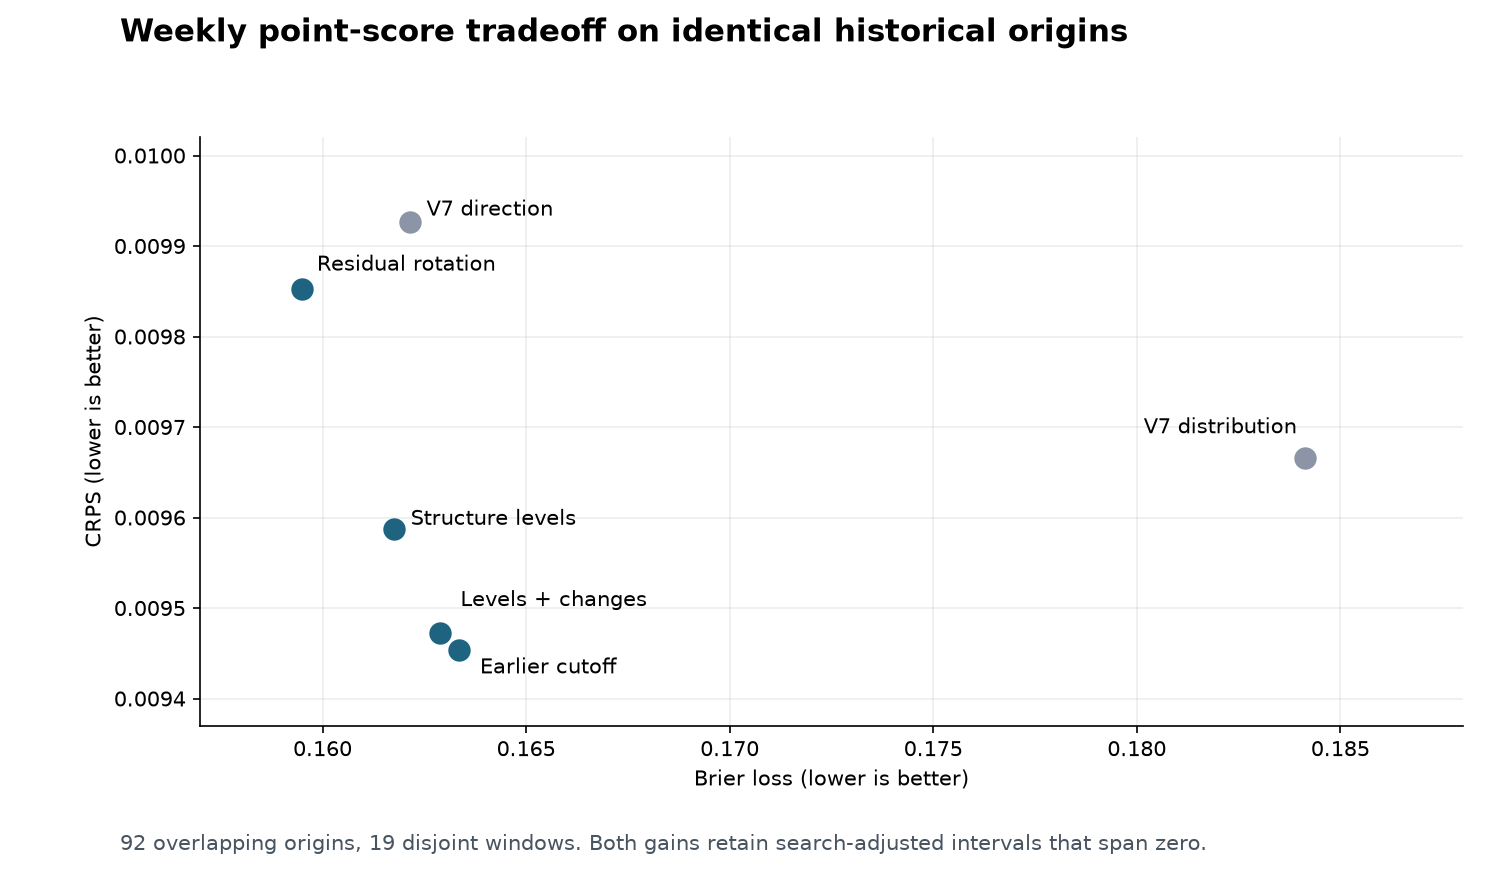 Weekly point-score tradeoff on identical historical origins
0.0100
0.0099
0.0098
0.0097
0.0096
0.0095
0.0094
CRPS (lower is better)
V7 direction
Residual rotation
V7 distribution
Structure levels
Levels + changes
Earlier cutoff
0.160
0.165
0.170
0.175
0.180
0.185
Brier loss (lower is better)
92 overlapping origins, 19 disjoint windows. Both gains retain search-adjusted intervals that span zero.